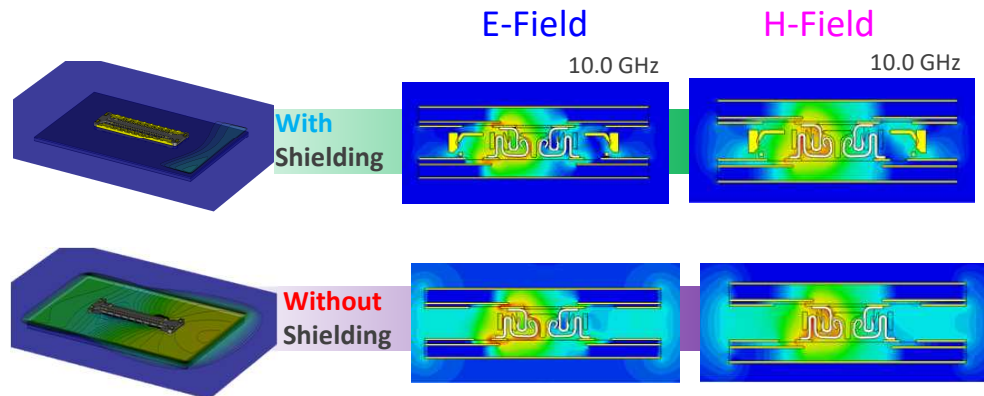 E-Field
H-Field
10.0 GHz
10.0 GHz
With
Shielding
Without
Shielding